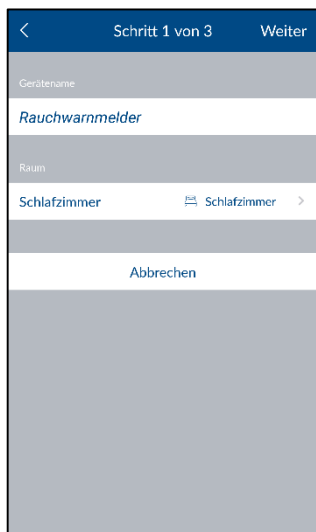 Schritt 1 von 3 Weiter
Gerätename
Rauchwarnmelder
Raum
Schlafzimmer Schlafzimmer
Abbrechen